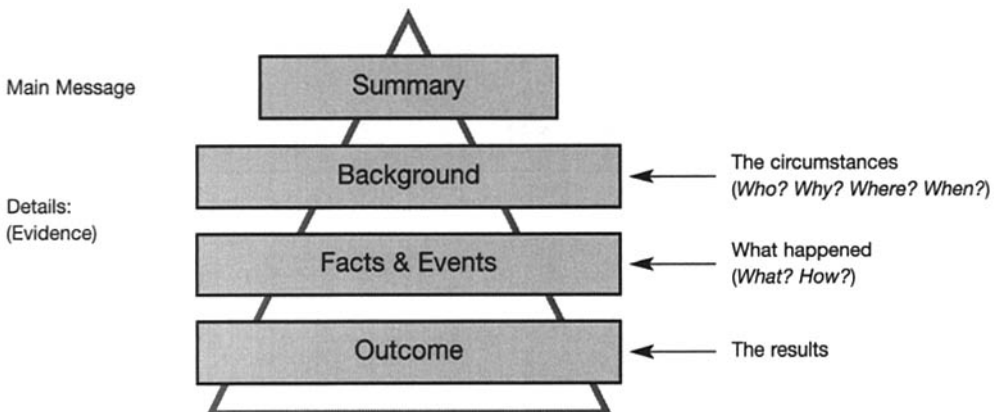 Main Message
Summary
Background
The circumstances
(Who? Why? Where? When?)
Details:
(Evidence)
Facts & Events
What happened
(What? How?)
Outcome
The results